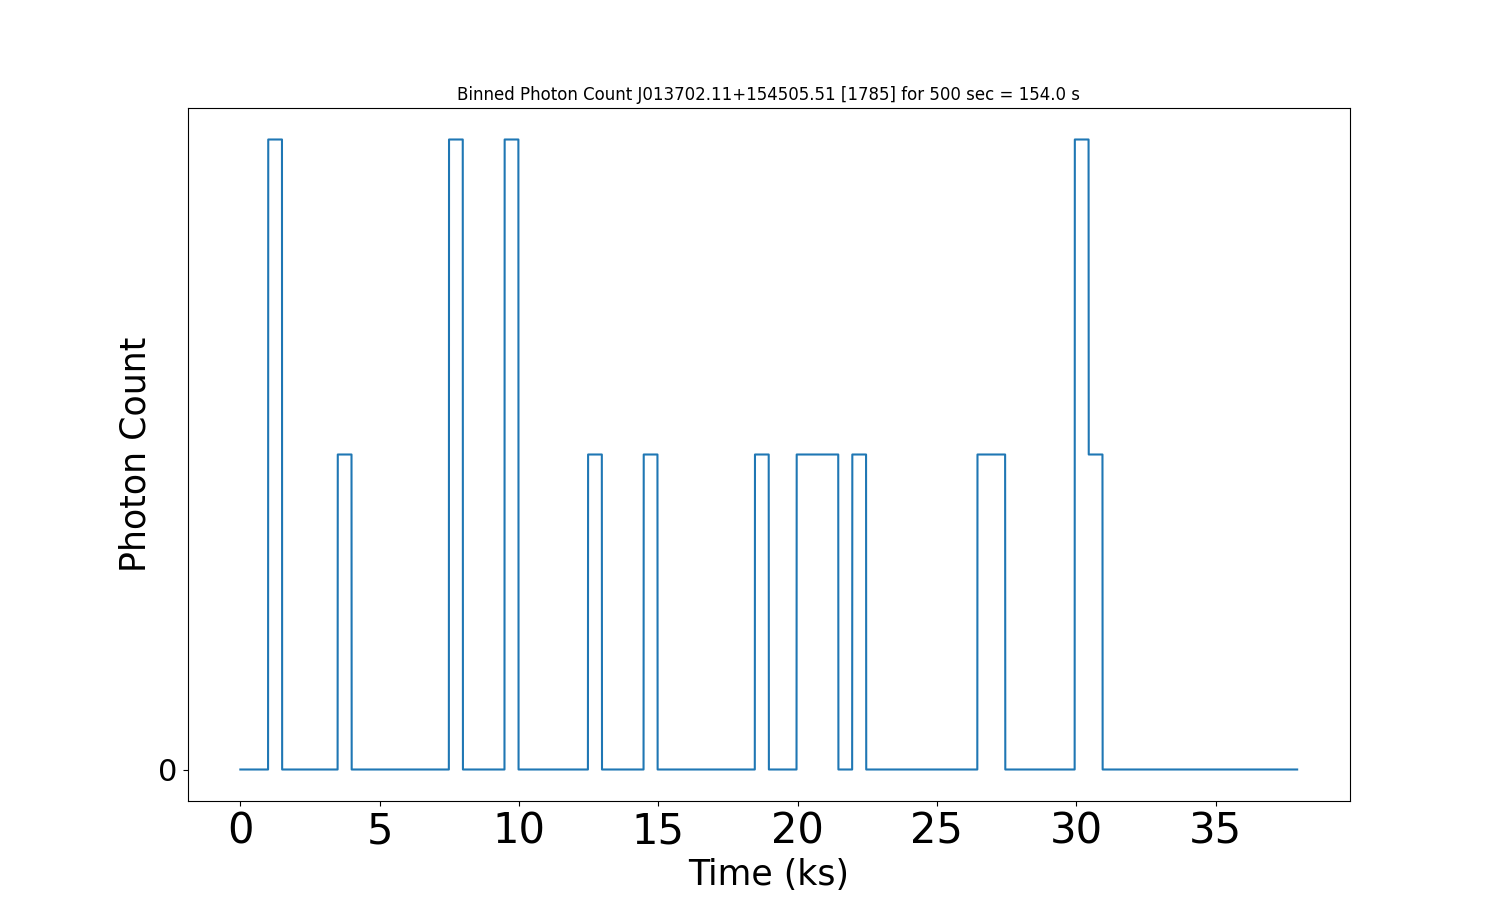 Binned Photon Count J013702.11+154505.51 [1785] for 500 sec = 154.0 s
Photon Count
0
0 5 10 15 20 25 30 35
Time (ks)